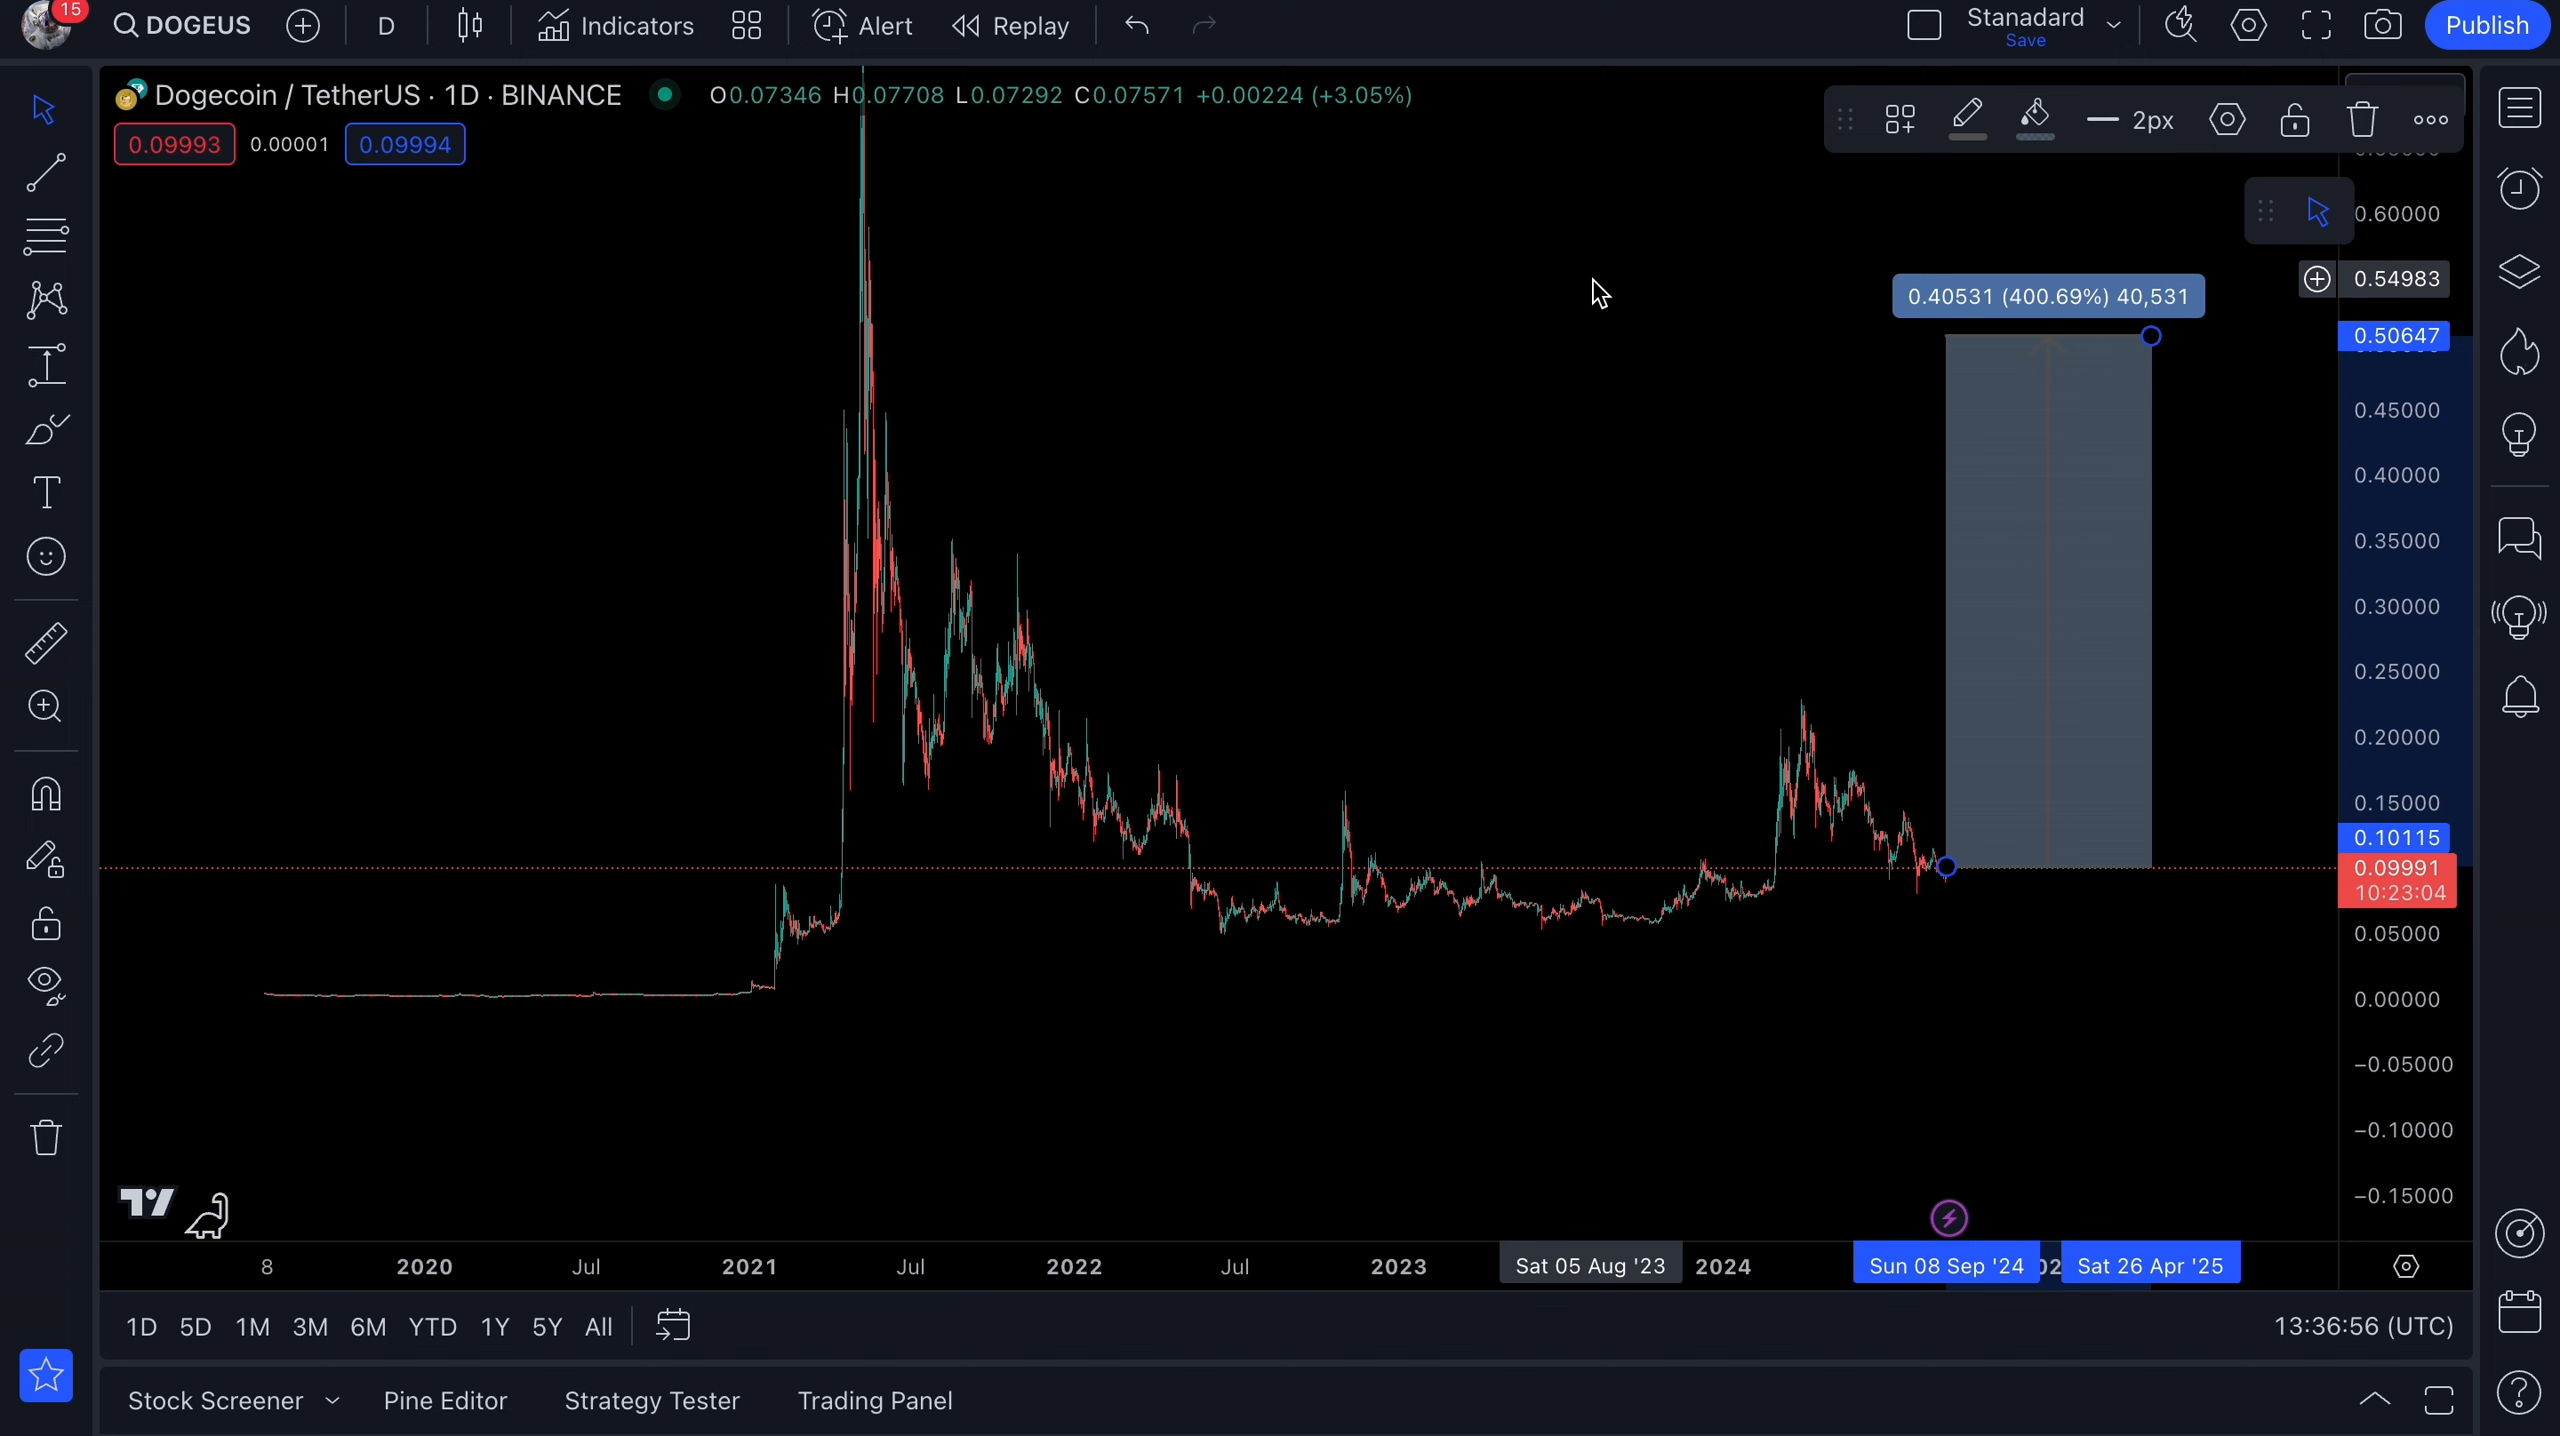 15
DOGEUS
D
Indicators
Alert
Replay
Stanadard
Save
Publish
Dogecoin / TetherUS · 1D · BINANCE
O0.07346 H0.07708 L0.07292 C0.07571 +0.00224 (+3.05%)
0.09993 0.00001 0.09994
2px
0.60000
0.54983
0.40531 (400.69%) 40,531
0.50647
0.45000
0.40000
0.35000
0.30000
0.25000
0.20000
0.15000
0.10115
0.09991
10:23:04
0.05000
0.00000
−0.05000
−0.10000
−0.15000
8 2020 Jul 2021 Jul 2022 Jul 2023 Sat 05 Aug '23 2024 Sun 08 Sep '24 Sat 26 Apr '25
1D 5D 1M 3M 6M YTD 1Y 5Y All
13:36:56 (UTC)
Stock Screener Pine Editor Strategy Tester Trading Panel